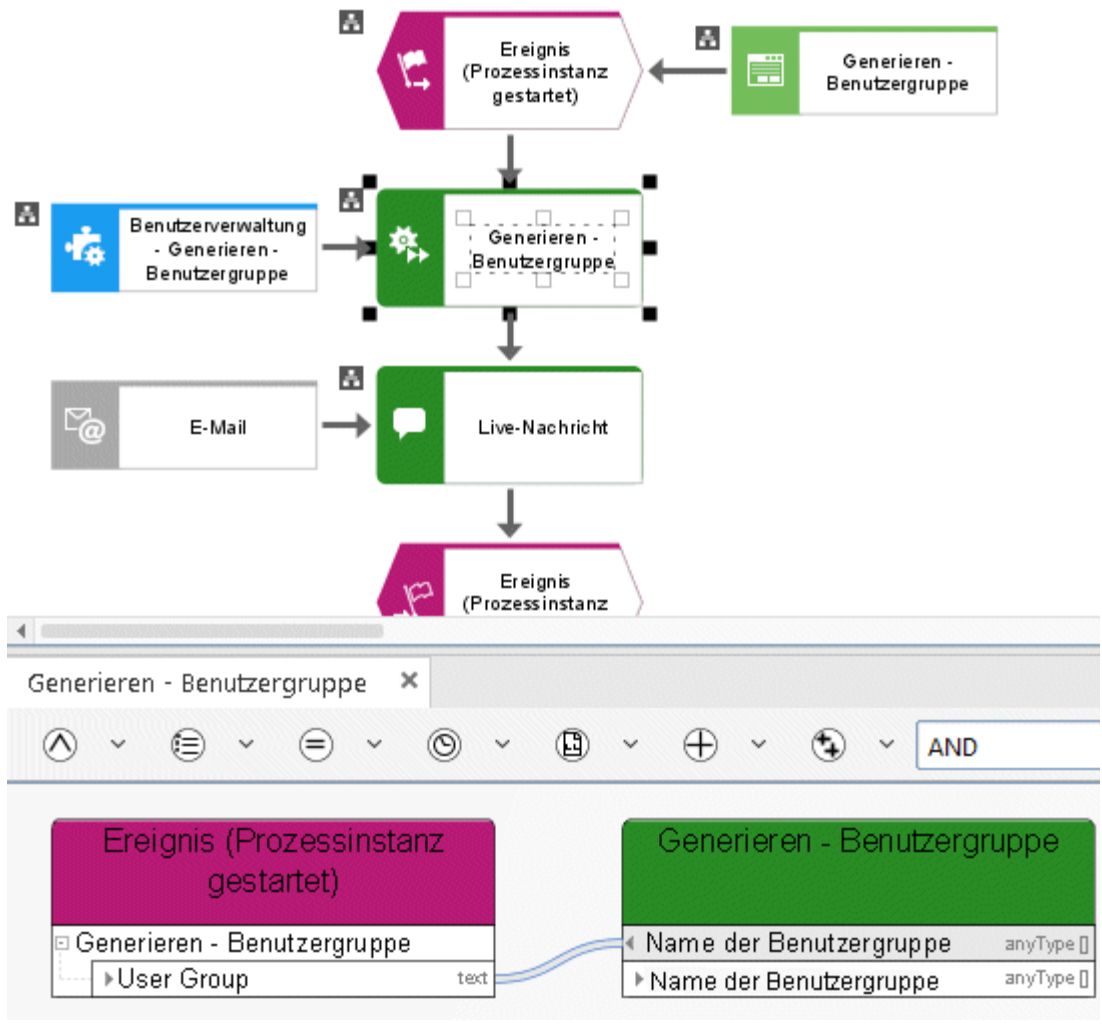 Ereignis
(Prozessinstanz
gestartet)
Generieren -
Benutzergruppe
Benutzerverwaltung
- Generieren -
Benutzergruppe
Generieren -
Benutzergruppe
E-Mail
Live-Nachricht
Ereignis
(Prozessinstanz
Generieren - Benutzergruppe
AND
Ereignis (Prozessinstanz
gestartet)
Generieren - Benutzergruppe
User Group text
Generieren - Benutzergruppe
Name der Benutzergruppe anyType []
Name der Benutzergruppe anyType []